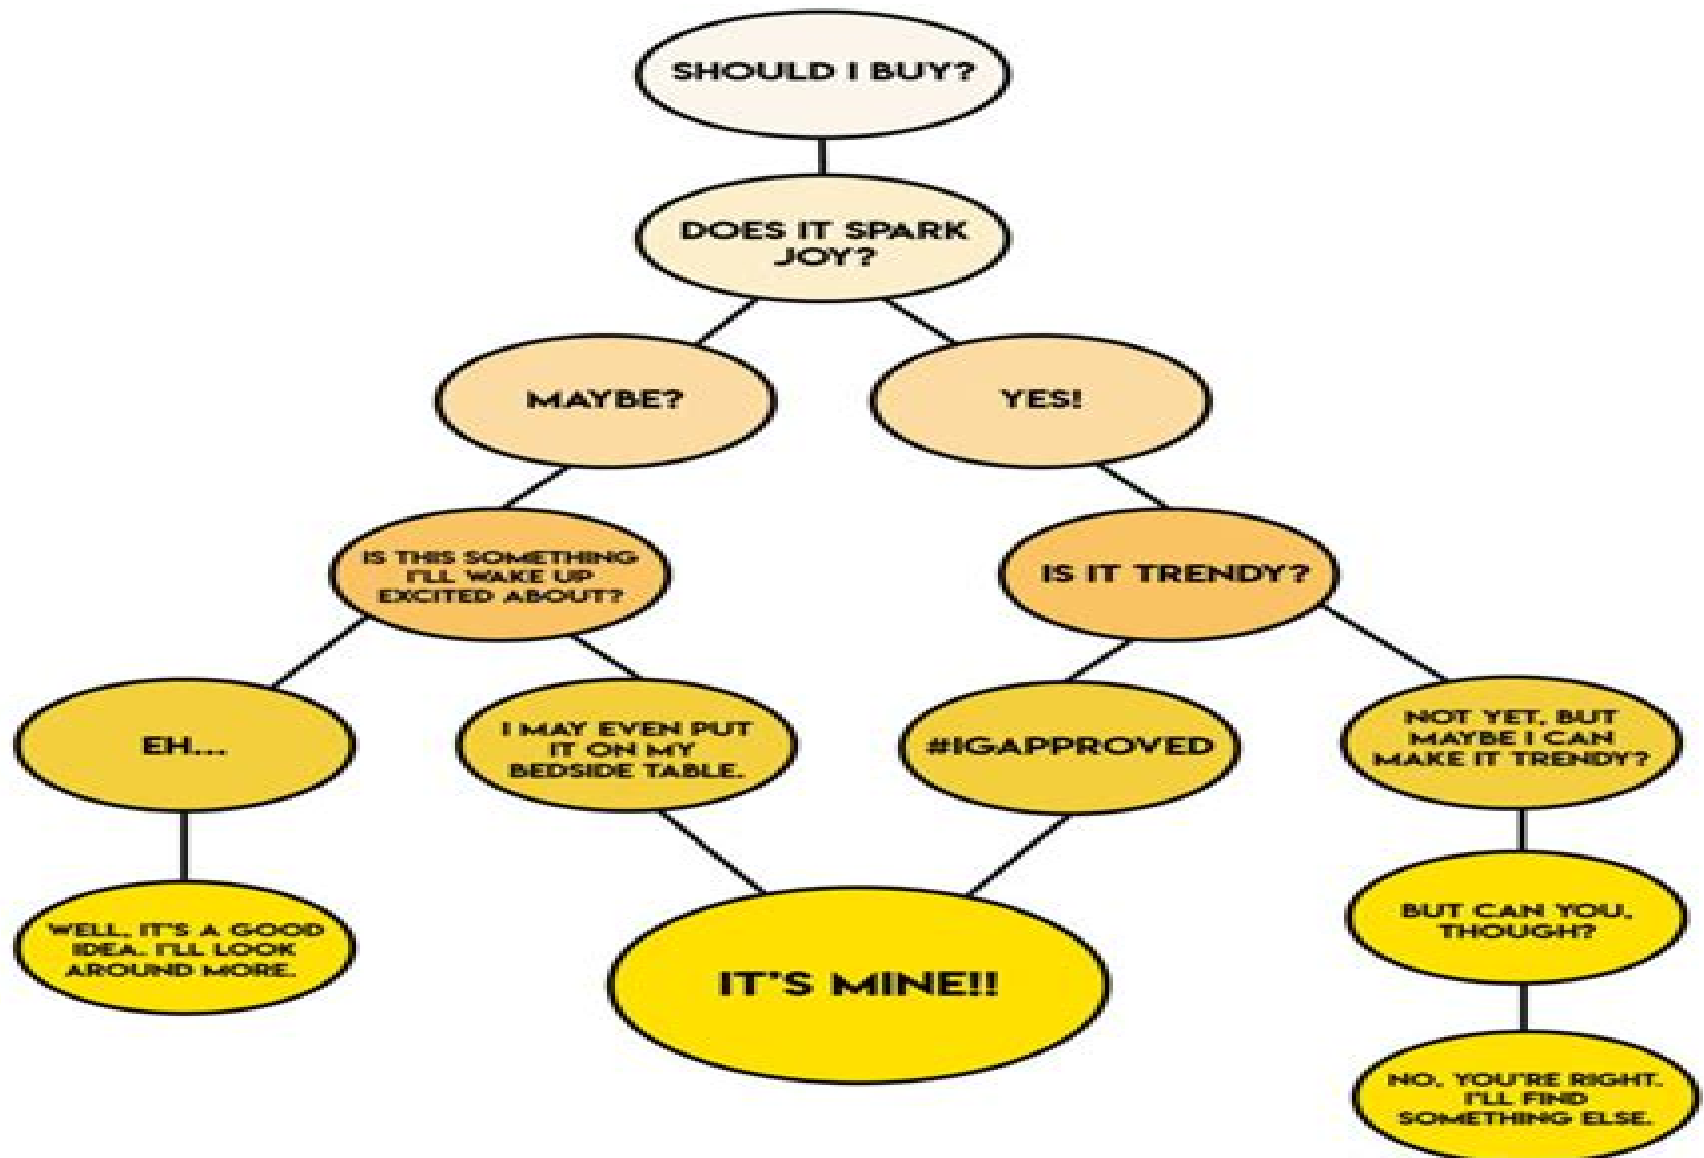 SHOULD I BUY?
DOES IT SPARK
JOY?
MAYBE?
YES!
IS THIS SOMETHING
I'LL WAKE UP
EXCITED ABOUT?
IS IT TRENDY?
EH...
I MAY EVEN PUT
IT ON MY
BEDSIDE TABLE.
#IGAPPROVED
NOT YET, BUT
MAYBE I CAN
MAKE IT TRENDY?
WELL, IT'S A GOOD
IDEA. I'LL LOOK
AROUND MORE.
IT'S MINE!!
BUT CAN YOU,
THOUGH?
NO, YOU'RE RIGHT.
I'LL FIND
SOMETHING ELSE.